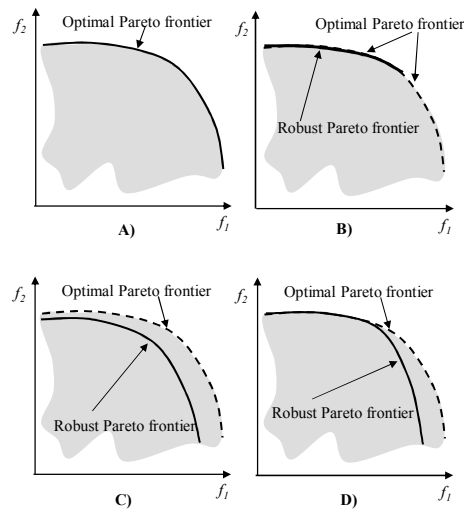 f2
Optimal Pareto frontier
f1
A)
f2
Optimal Pareto frontier
Robust Pareto frontier
f1
B)
f2
Optimal Pareto frontier
Robust Pareto frontier
f1
C)
f2
Optimal Pareto frontier
Robust Pareto frontier
f1
D)